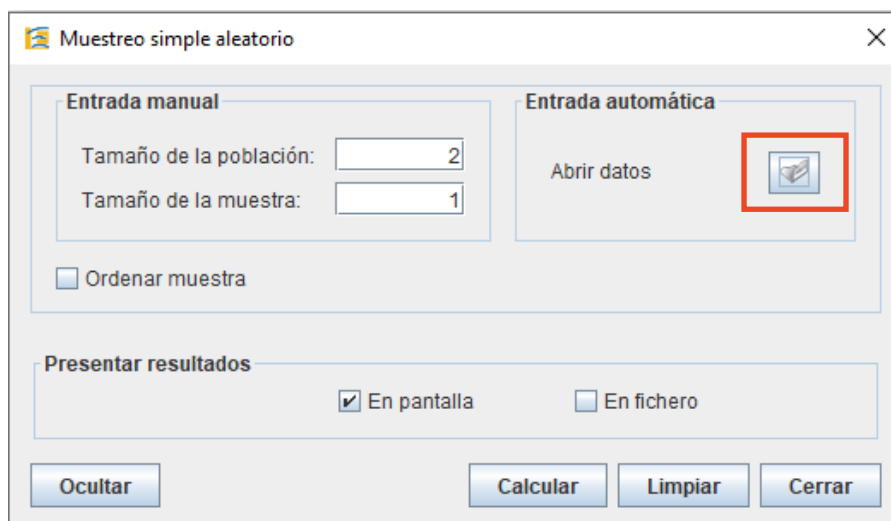 Muestreo simple aleatorio
Entrada manual
Tamaño de la población: 2
Tamaño de la muestra: 1
Entrada automática
Abrir datos
Ordenar muestra
Presentar resultados
En pantalla
En fichero
Ocultar
Calcular
Limpiar
Cerrar